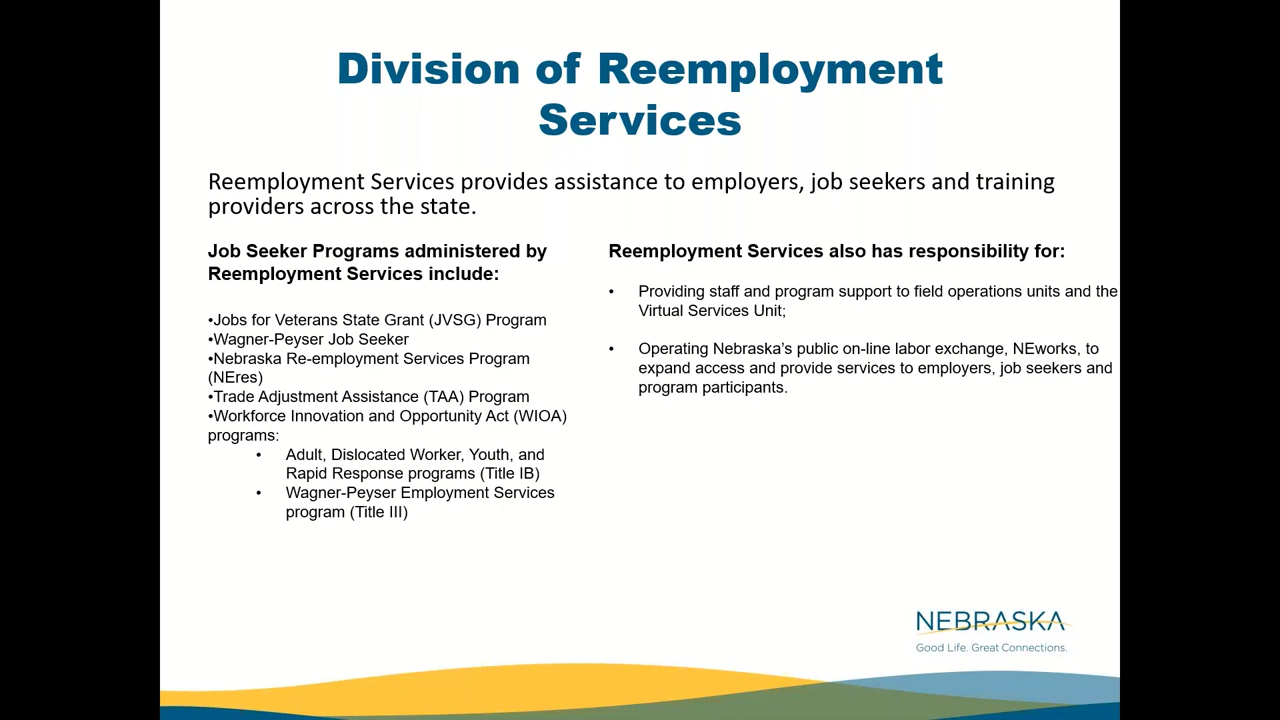 Division of Reemployment
Services
Reemployment Services provides assistance to employers, job seekers and training
providers across the state.
Job Seeker Programs administered by
Reemployment Services include:
•Jobs for Veterans State Grant (JVSG) Program
•Wagner-Peyser Job Seeker
•Nebraska Re-employment Services Program
(NEres)
•Trade Adjustment Assistance (TAA) Program
•Workforce Innovation and Opportunity Act (WIOA)
programs:
• Adult, Dislocated Worker, Youth, and
Rapid Response programs (Title IB)
• Wagner-Peyser Employment Services
program (Title III)
Reemployment Services also has responsibility for:
• Providing staff and program support to field operations units and the
Virtual Services Unit;
• Operating Nebraska’s public on-line labor exchange, NEworks, to
expand access and provide services to employers, job seekers and
program participants.
NEBRASKA
Good Life. Great Connections.